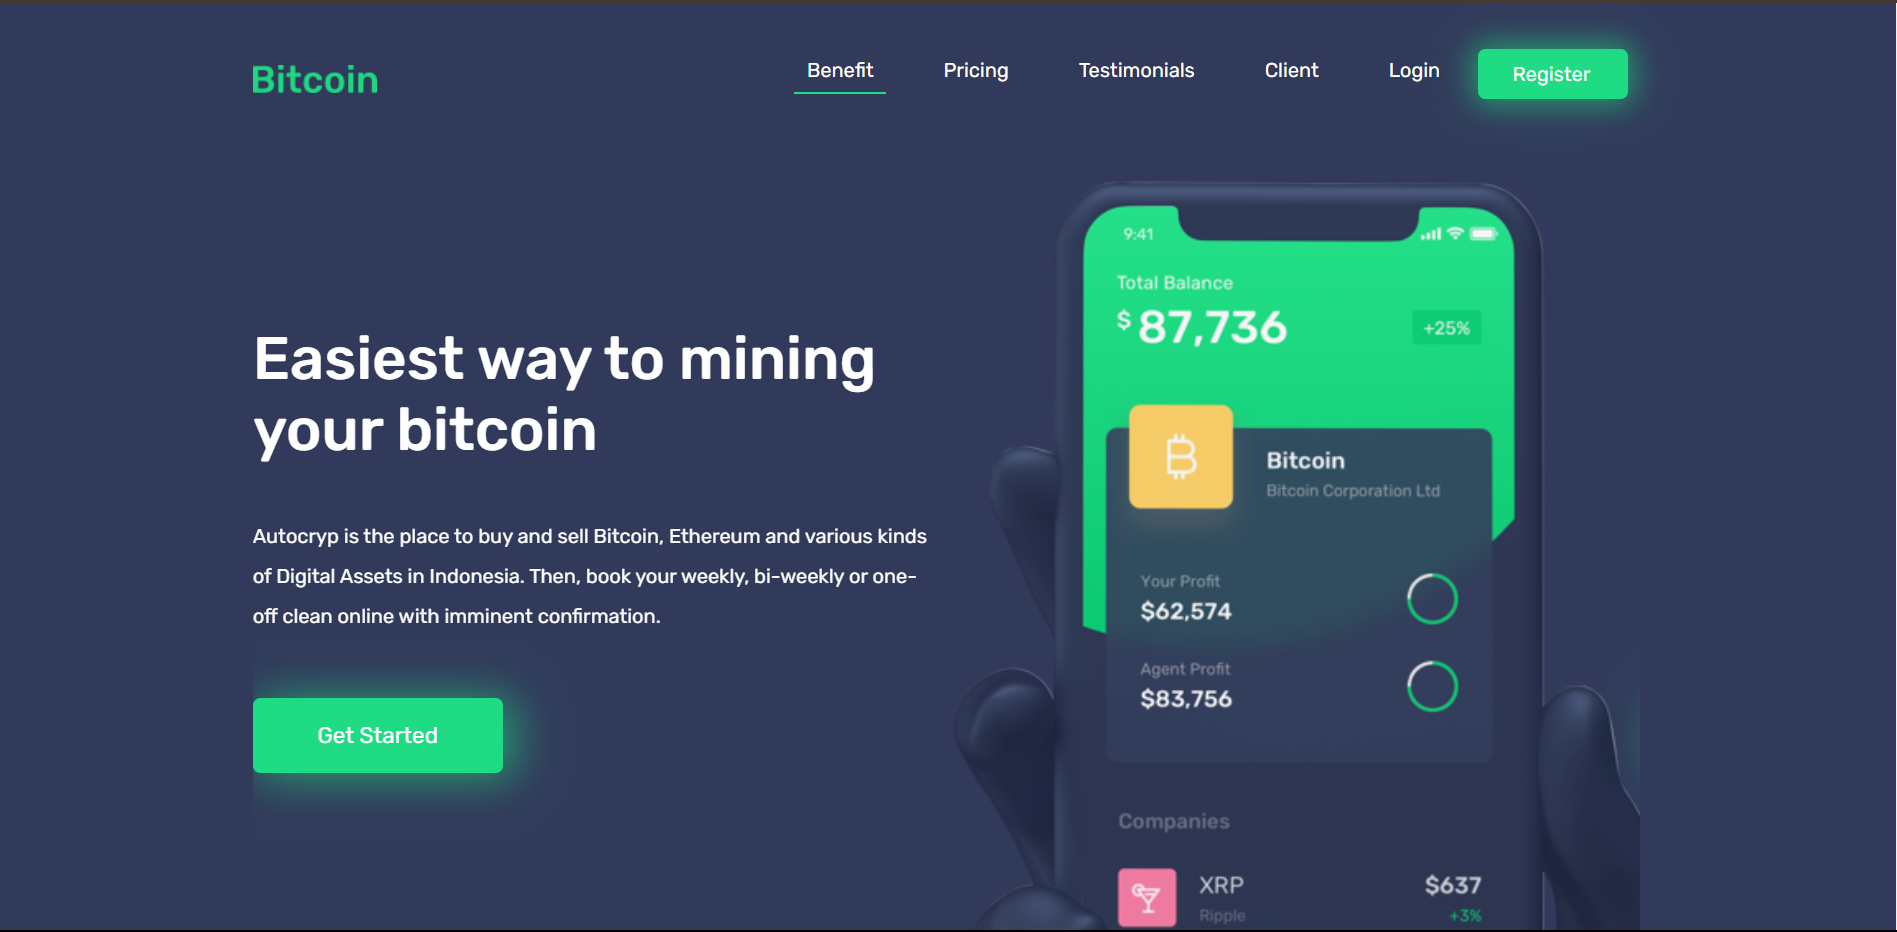 Bitcoin
Benefit
Pricing
Testimonials
Client
Login
Register
Easiest way to mining
your bitcoin
Autocryp is the place to buy and sell Bitcoin, Ethereum and various kinds
of Digital Assets in Indonesia. Then, book your weekly, bi-weekly or one-
off clean online with imminent confirmation.
Get Started
9:41
Total Balance
$ 87,736
+25%
Bitcoin
Bitcoin Corporation Ltd
Your Profit
$62,574
Agent Profit
$83,756
Companies
XRP
$637
Ripple
+3%